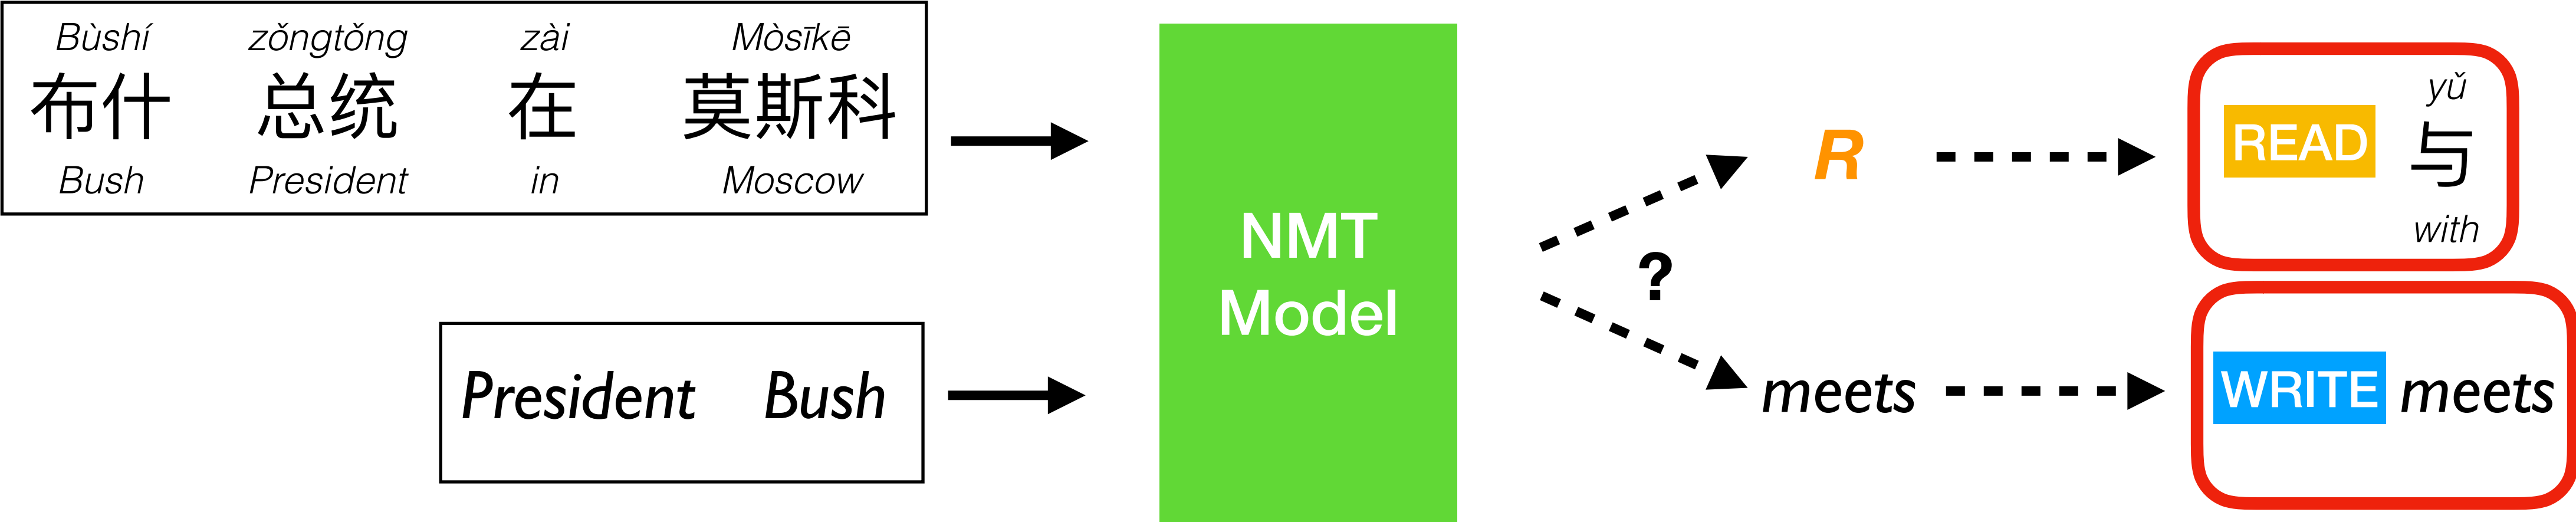 Bùshí zǒngtǒng zài Mòsīkē
布什 总统 在 莫斯科
Bush President in Moscow
President Bush
NMT
Model
?
R
meets
yǔ
READ 与
with
WRITE meets